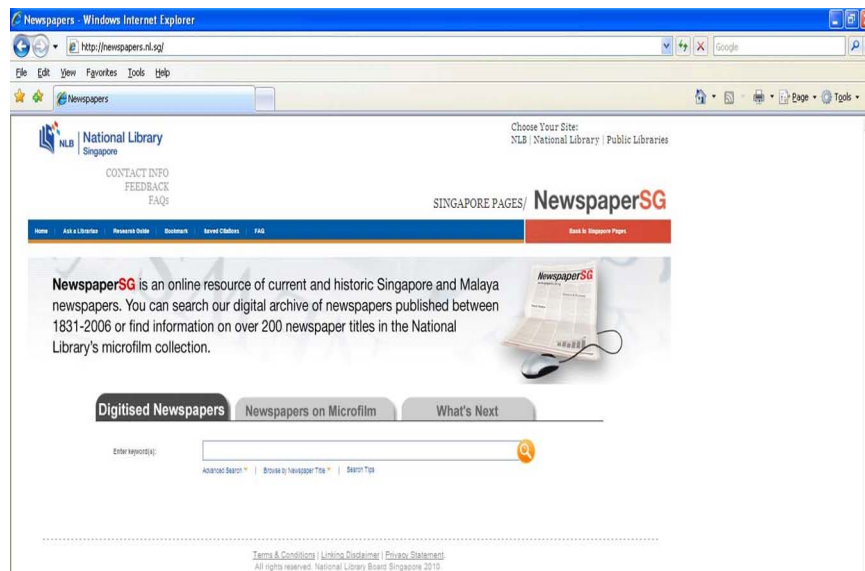 Newspapers - Windows Internet Explorer
http://newspapers.nl.sg/
Google
File Edit View Favorites Tools Help
Newspapers
Page Tools
NLB National Library
Singapore
Choose Your Site:
NLB | National Library | Public Libraries
CONTACT INFO
FEEDBACK
FAQs
SINGAPORE PAGES/ NewspaperSG
Home Ask a Librarian Research Guide Bookmark Saved Citations FAQ
Back to Singapore Pages
NewspaperSG is an online resource of current and historic Singapore and Malaya
newspapers. You can search our digital archive of newspapers published between
1831-2006 or find information on over 200 newspaper titles in the National
Library's microfilm collection.
NewspaperSG
Digitised Newspapers
Newspapers on Microfilm
What's Next
Enter keyword(s):
Advanced Search | Browse by Newspaper Title | Search Tips
Terms & Conditions | Linking Disclaimer | Privacy Statement
All rights reserved. National Library Board Singapore 2010.